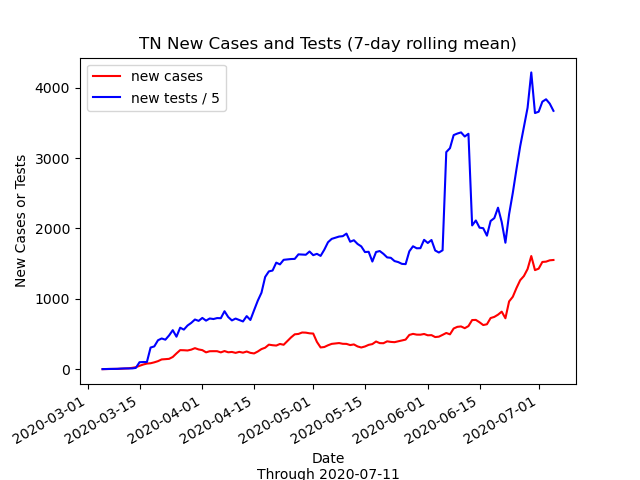 TN New Cases and Tests (7-day rolling mean)
new cases
new tests / 5
New Cases or Tests
4000
3000
2000
1000
0
2020-03-01
2020-03-15
2020-04-01
2020-04-15
2020-05-01
2020-05-15
2020-06-01
2020-06-15
2020-07-01
Date
Through 2020-07-11